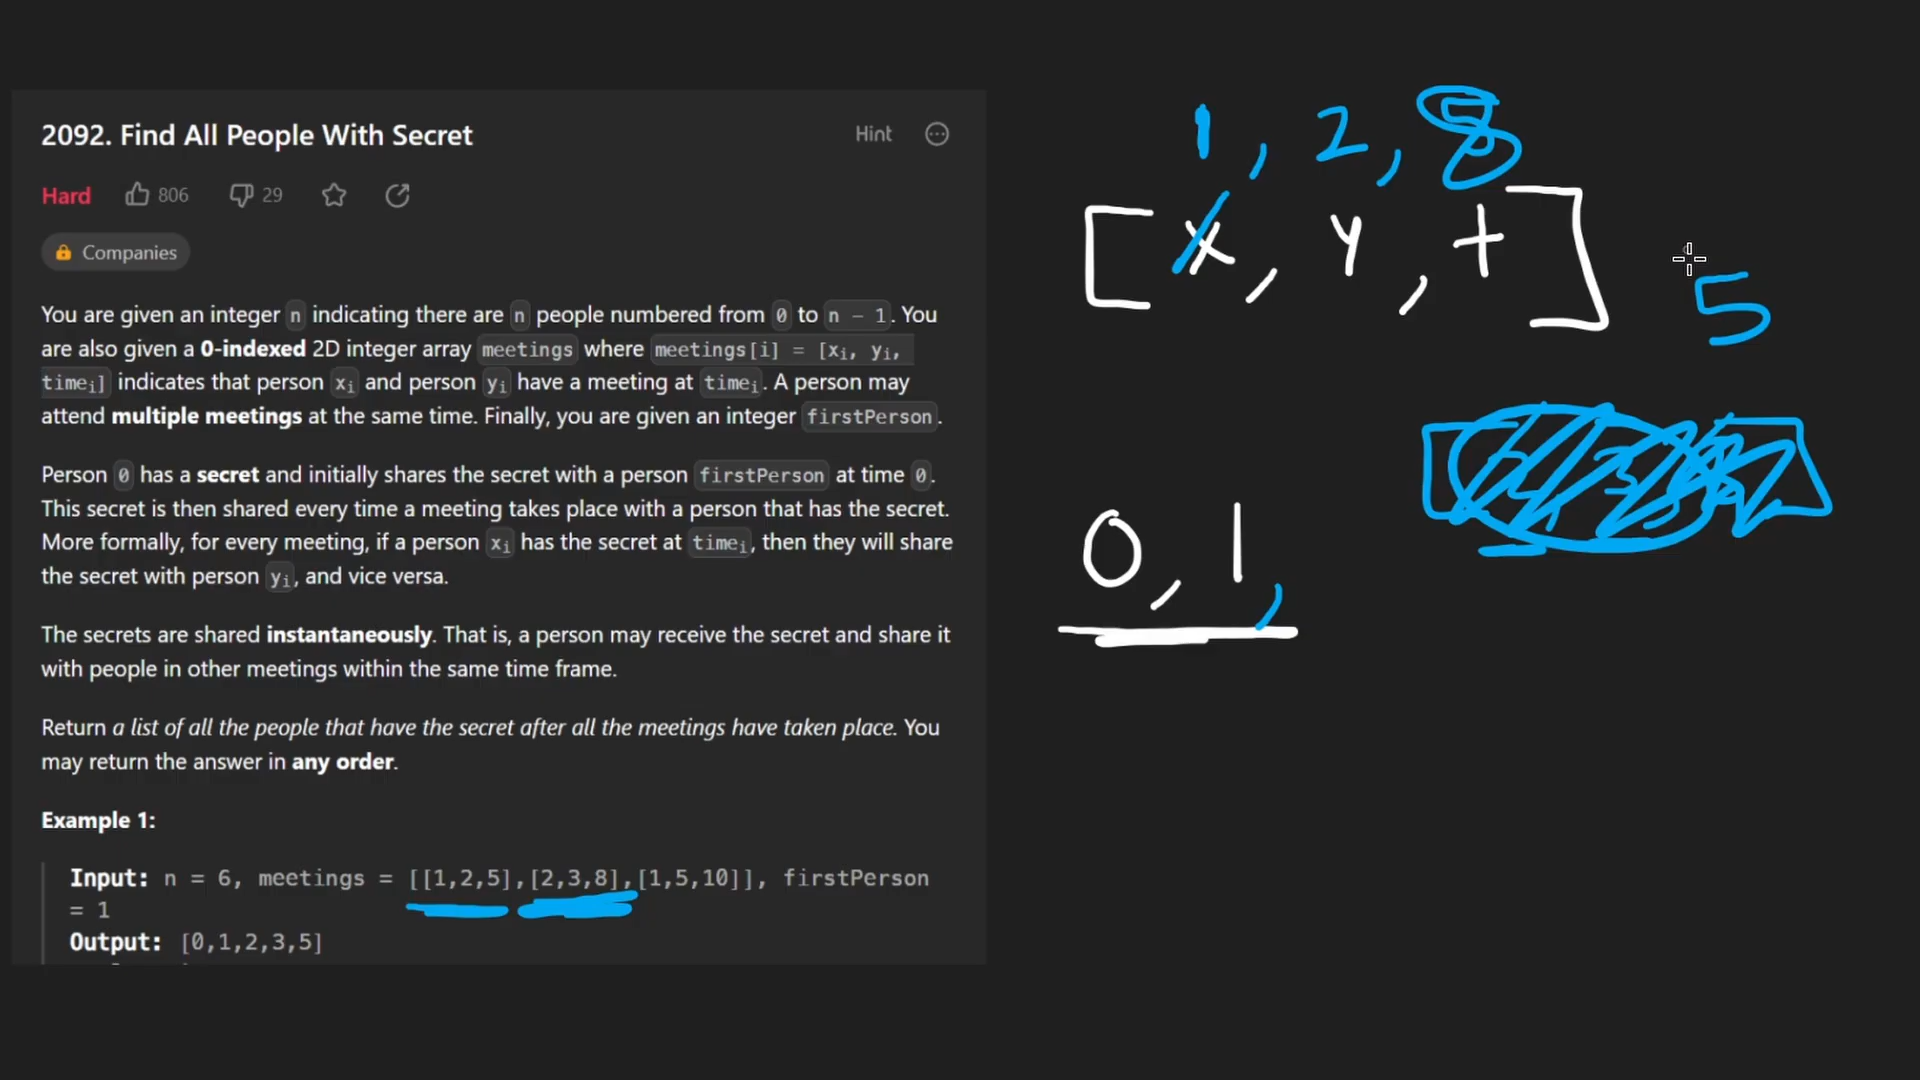 2092. Find All People With Secret
Hint
Hard 806 29
Companies
You are given an integer n indicating there are n people numbered from 0 to n - 1. You
are also given a 0-indexed 2D integer array meetings where meetings[i] = [xi, yi,
timei] indicates that person xi and person yi have a meeting at timei. A person may
attend multiple meetings at the same time. Finally, you are given an integer firstPerson.
Person 0 has a secret and initially shares the secret with a person firstPerson at time 0.
This secret is then shared every time a meeting takes place with a person that has the secret.
More formally, for every meeting, if a person xi has the secret at timei, then they will share
the secret with person yi, and vice versa.
The secrets are shared instantaneously. That is, a person may receive the secret and share it
with people in other meetings within the same time frame.
Return a list of all the people that have the secret after all the meetings have taken place. You
may return the answer in any order.
Example 1:
Input: n = 6, meetings = [[1,2,5],[2,3,8],[1,5,10]], firstPerson
= 1
Output: [0,1,2,3,5]
1, 2, 8
[x, y, t]
5
0, 1,